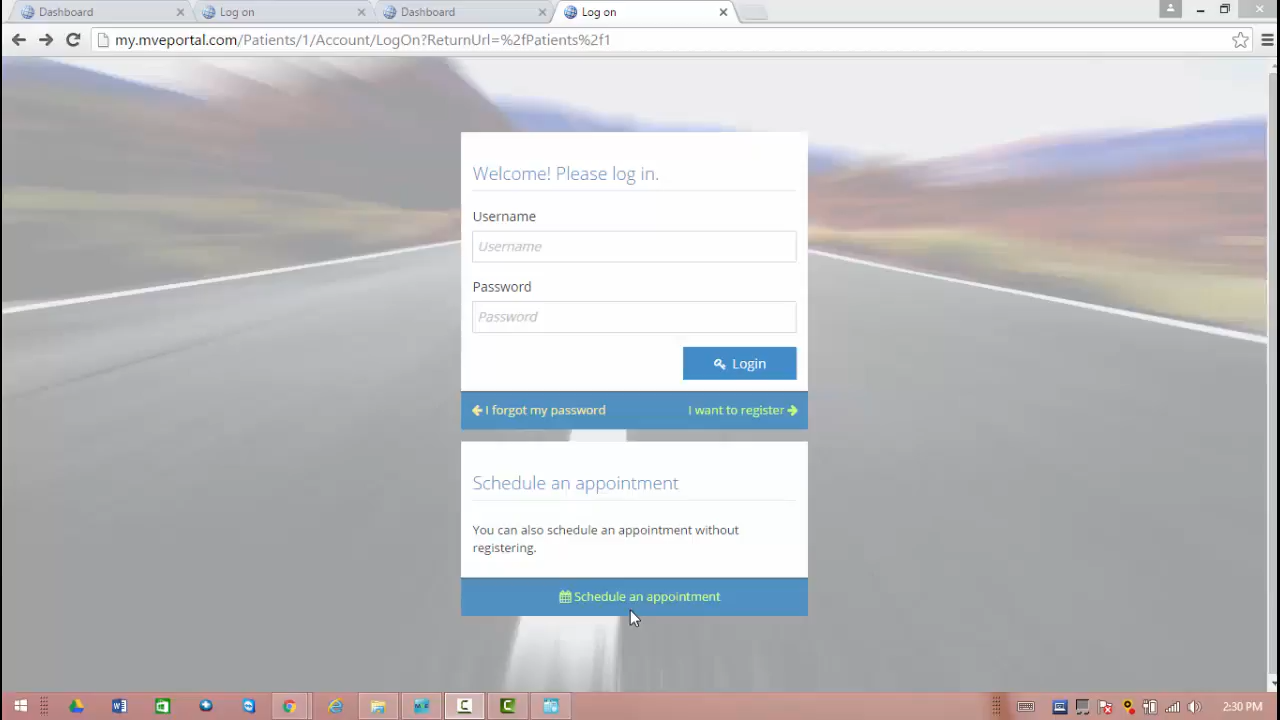 Dashboard
Log on
Dashboard
Log on
my.mveportal.com/Patients/1/Account/LogOn?ReturnUrl=%2fPatients%2f1
Welcome! Please log in.
Username
Username
Password
Password
Login
I forgot my password
I want to register
Schedule an appointment
You can also schedule an appointment without
registering.
Schedule an appointment
2:30 PM